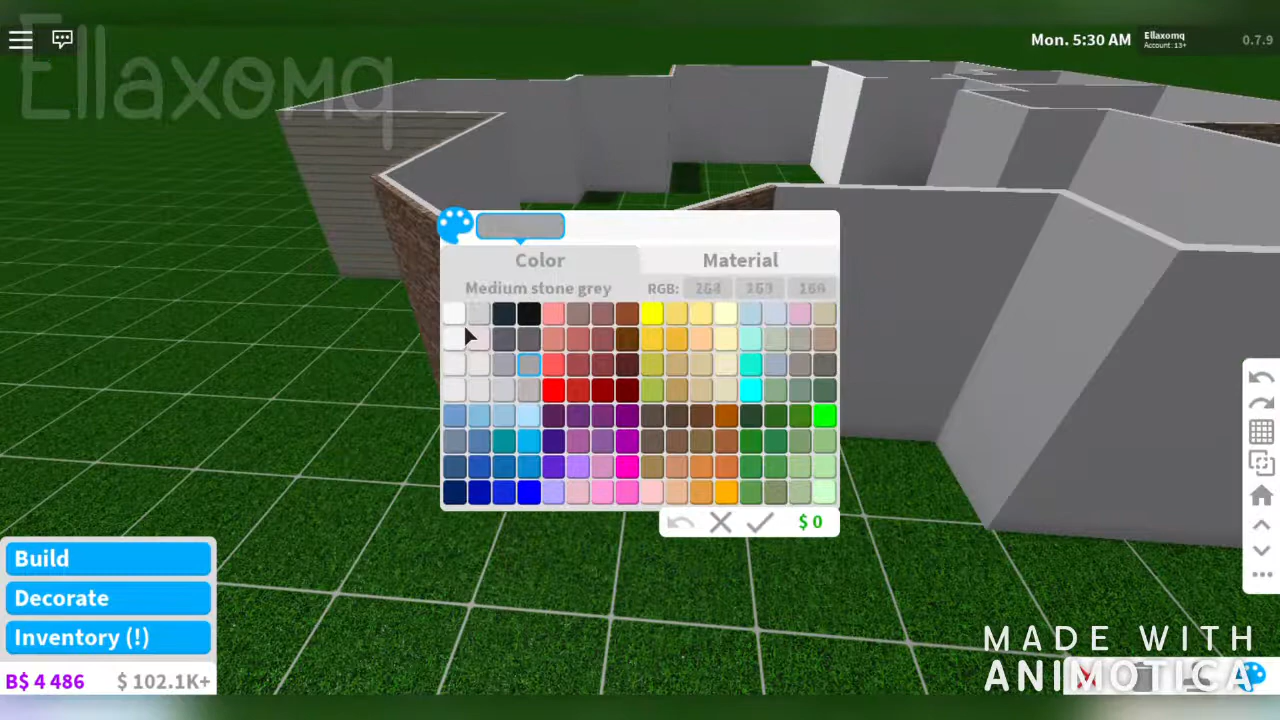 Ellaxomq
Mon. 5:30 AM
Ellaxomq
Account: 13+
0.7.9
Color
Material
Medium stone grey
RGB:
$ 0
Build
Decorate
Inventory (!)
B$ 4 486
$ 102.1K+
MADE WITH
ANIMOTICA